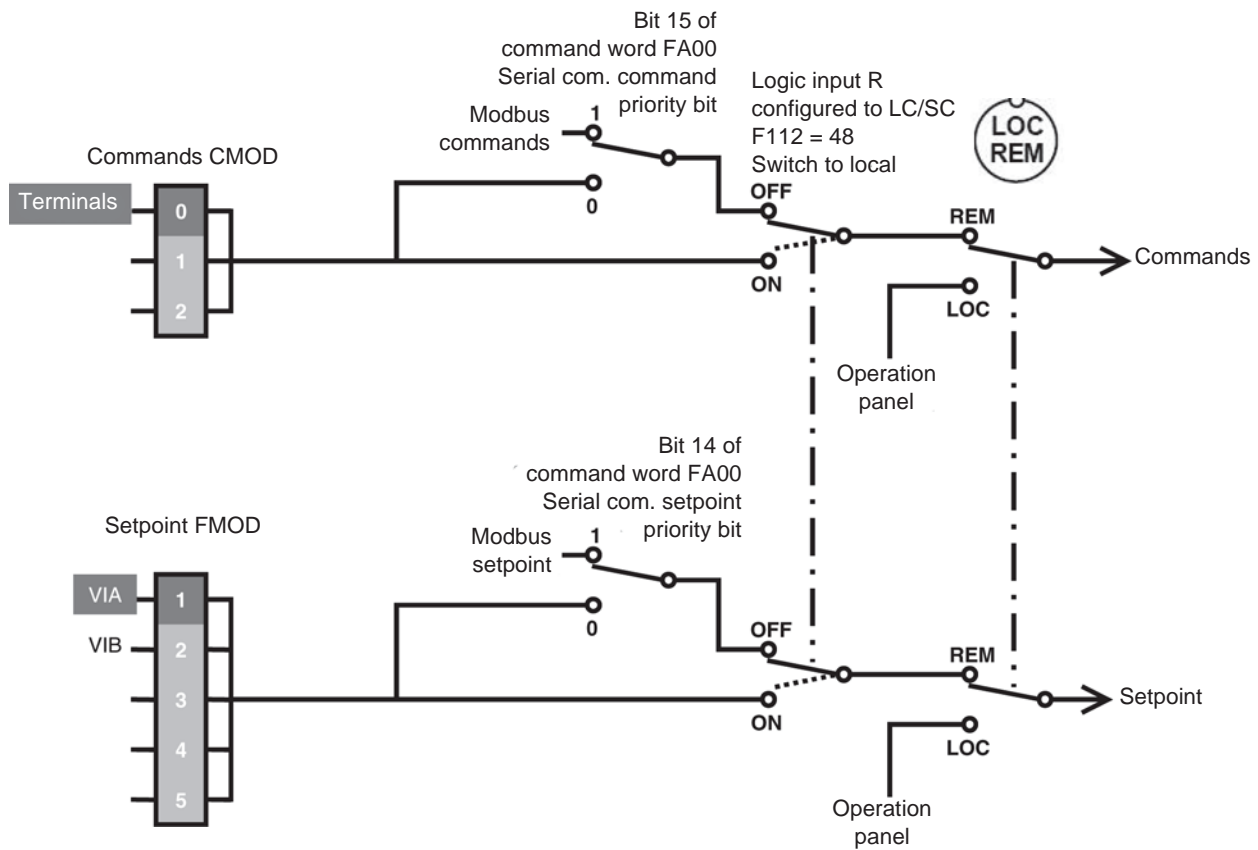 Bit 15 of
command word FA00
Serial com. command
priority bit
Logic input R
configured to LC/SC
F112 = 48
Switch to local
LOC
REM
Modbus
commands
1
0
Commands CMOD
Terminals
0
1
2
OFF
ON
REM
LOC
Commands
Operation
panel
Bit 14 of
command word FA00
Serial com. setpoint
priority bit
Setpoint FMOD
Modbus
setpoint
1
0
VIA
VIB
1
2
3
4
5
OFF
ON
REM
LOC
Setpoint
Operation
panel